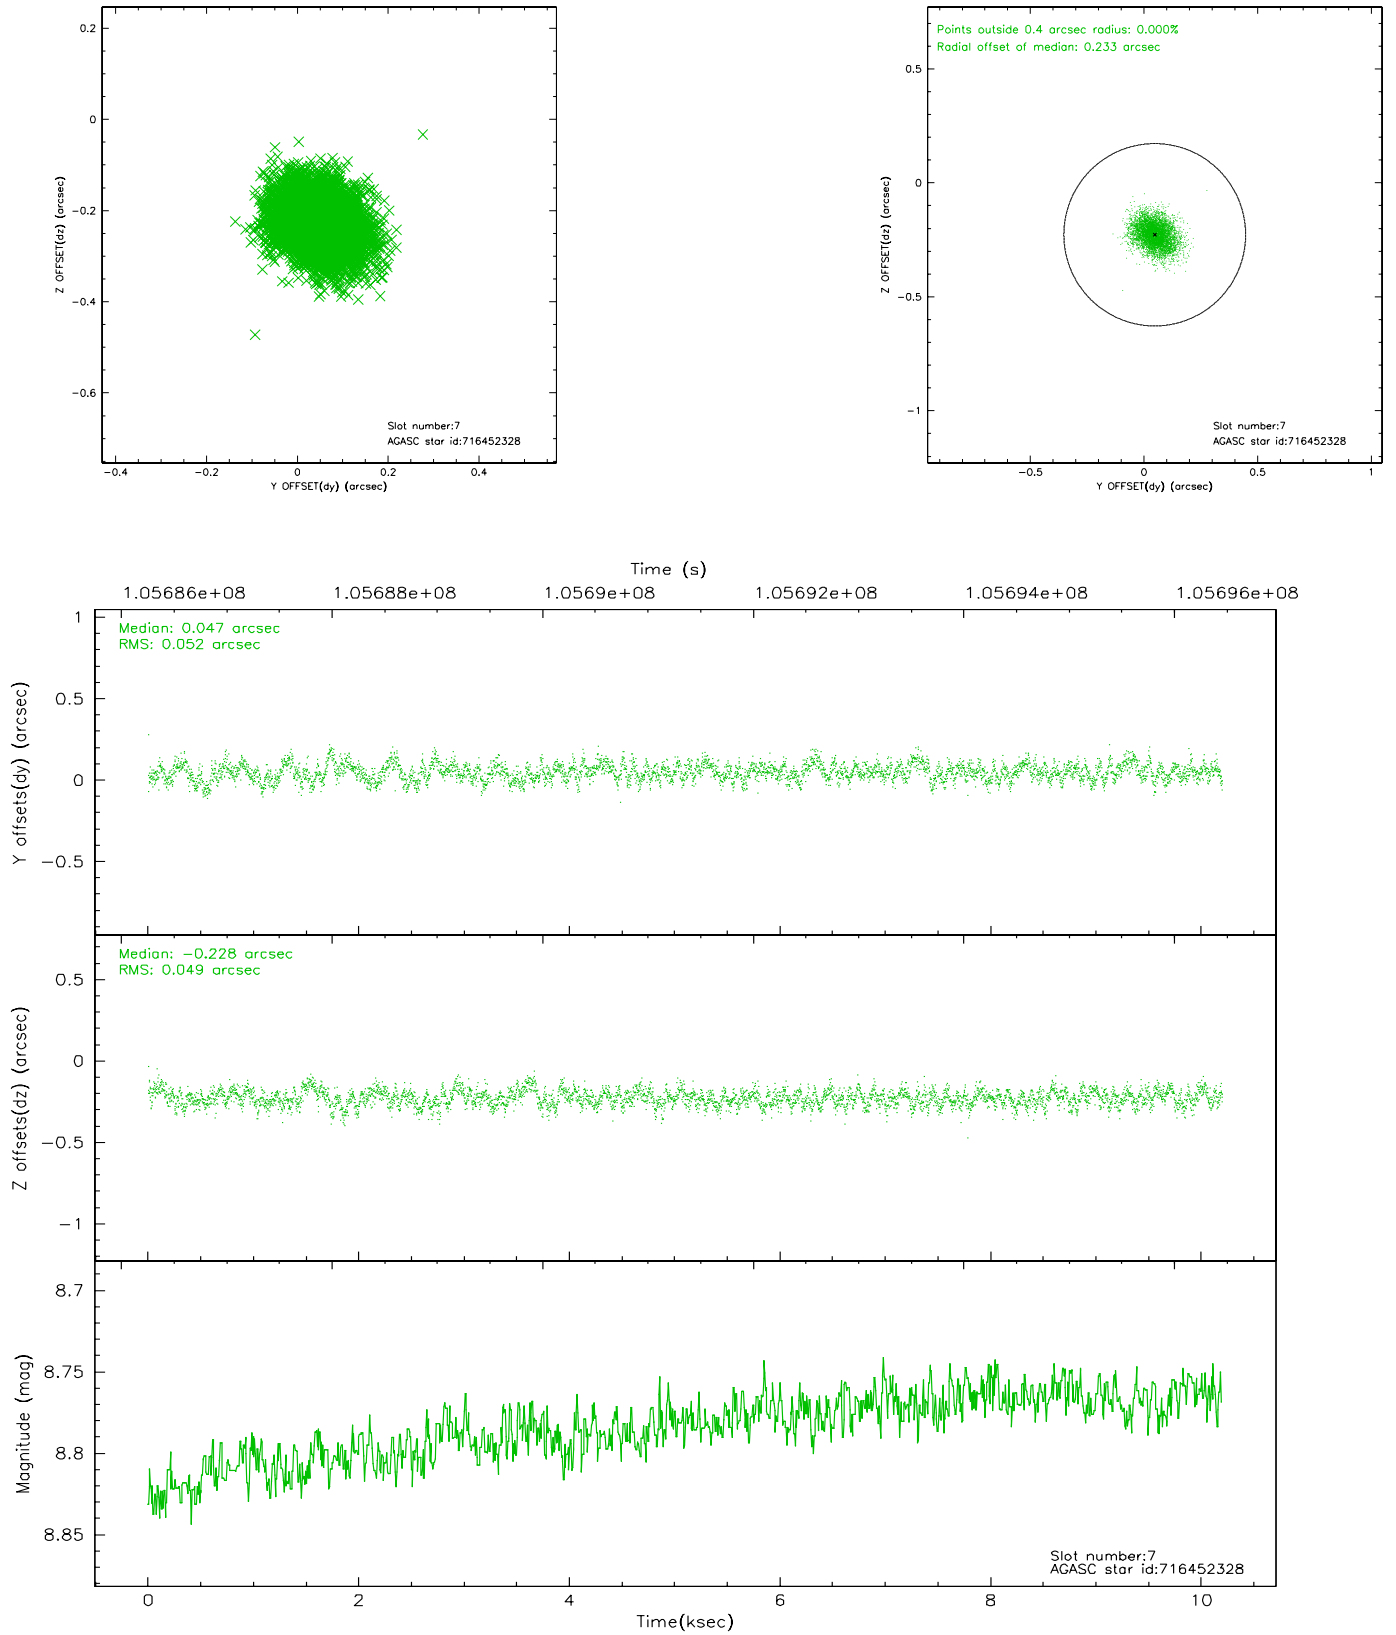 0.2
0
−0.2
−0.4
−0.6
Z OFFSET(dz) (arcsec)
Slot number:7
AGASC star id:716452328
−0.4 −0.2 0 0.2 0.4
Y OFFSET(dy) (arcsec)
Points outside 0.4 arcsec radius: 0.000%
Radial offset of median: 0.233 arcsec
0.5
0
−0.5
−1
Z OFFSET(dz) (arcsec)
Slot number:7
AGASC star id:716452328
−0.5 0 0.5 1
Y OFFSET(dy) (arcsec)
Time (s)
1.05686e+08 1.05688e+08 1.0569e+08 1.05692e+08 1.05694e+08 1.05696e+08
Median: 0.047 arcsec
RMS: 0.052 arcsec
1
0.5
0
−0.5
Y offsets(dy) (arcsec)
Median: −0.228 arcsec
RMS: 0.049 arcsec
0.5
0
−0.5
−1
Z offsets(dz) (arcsec)
8.7
8.75
8.8
8.85
Magnitude (mag)
Slot number:7
AGASC star id:716452328
0 2 4 6 8 10
Time(ksec)